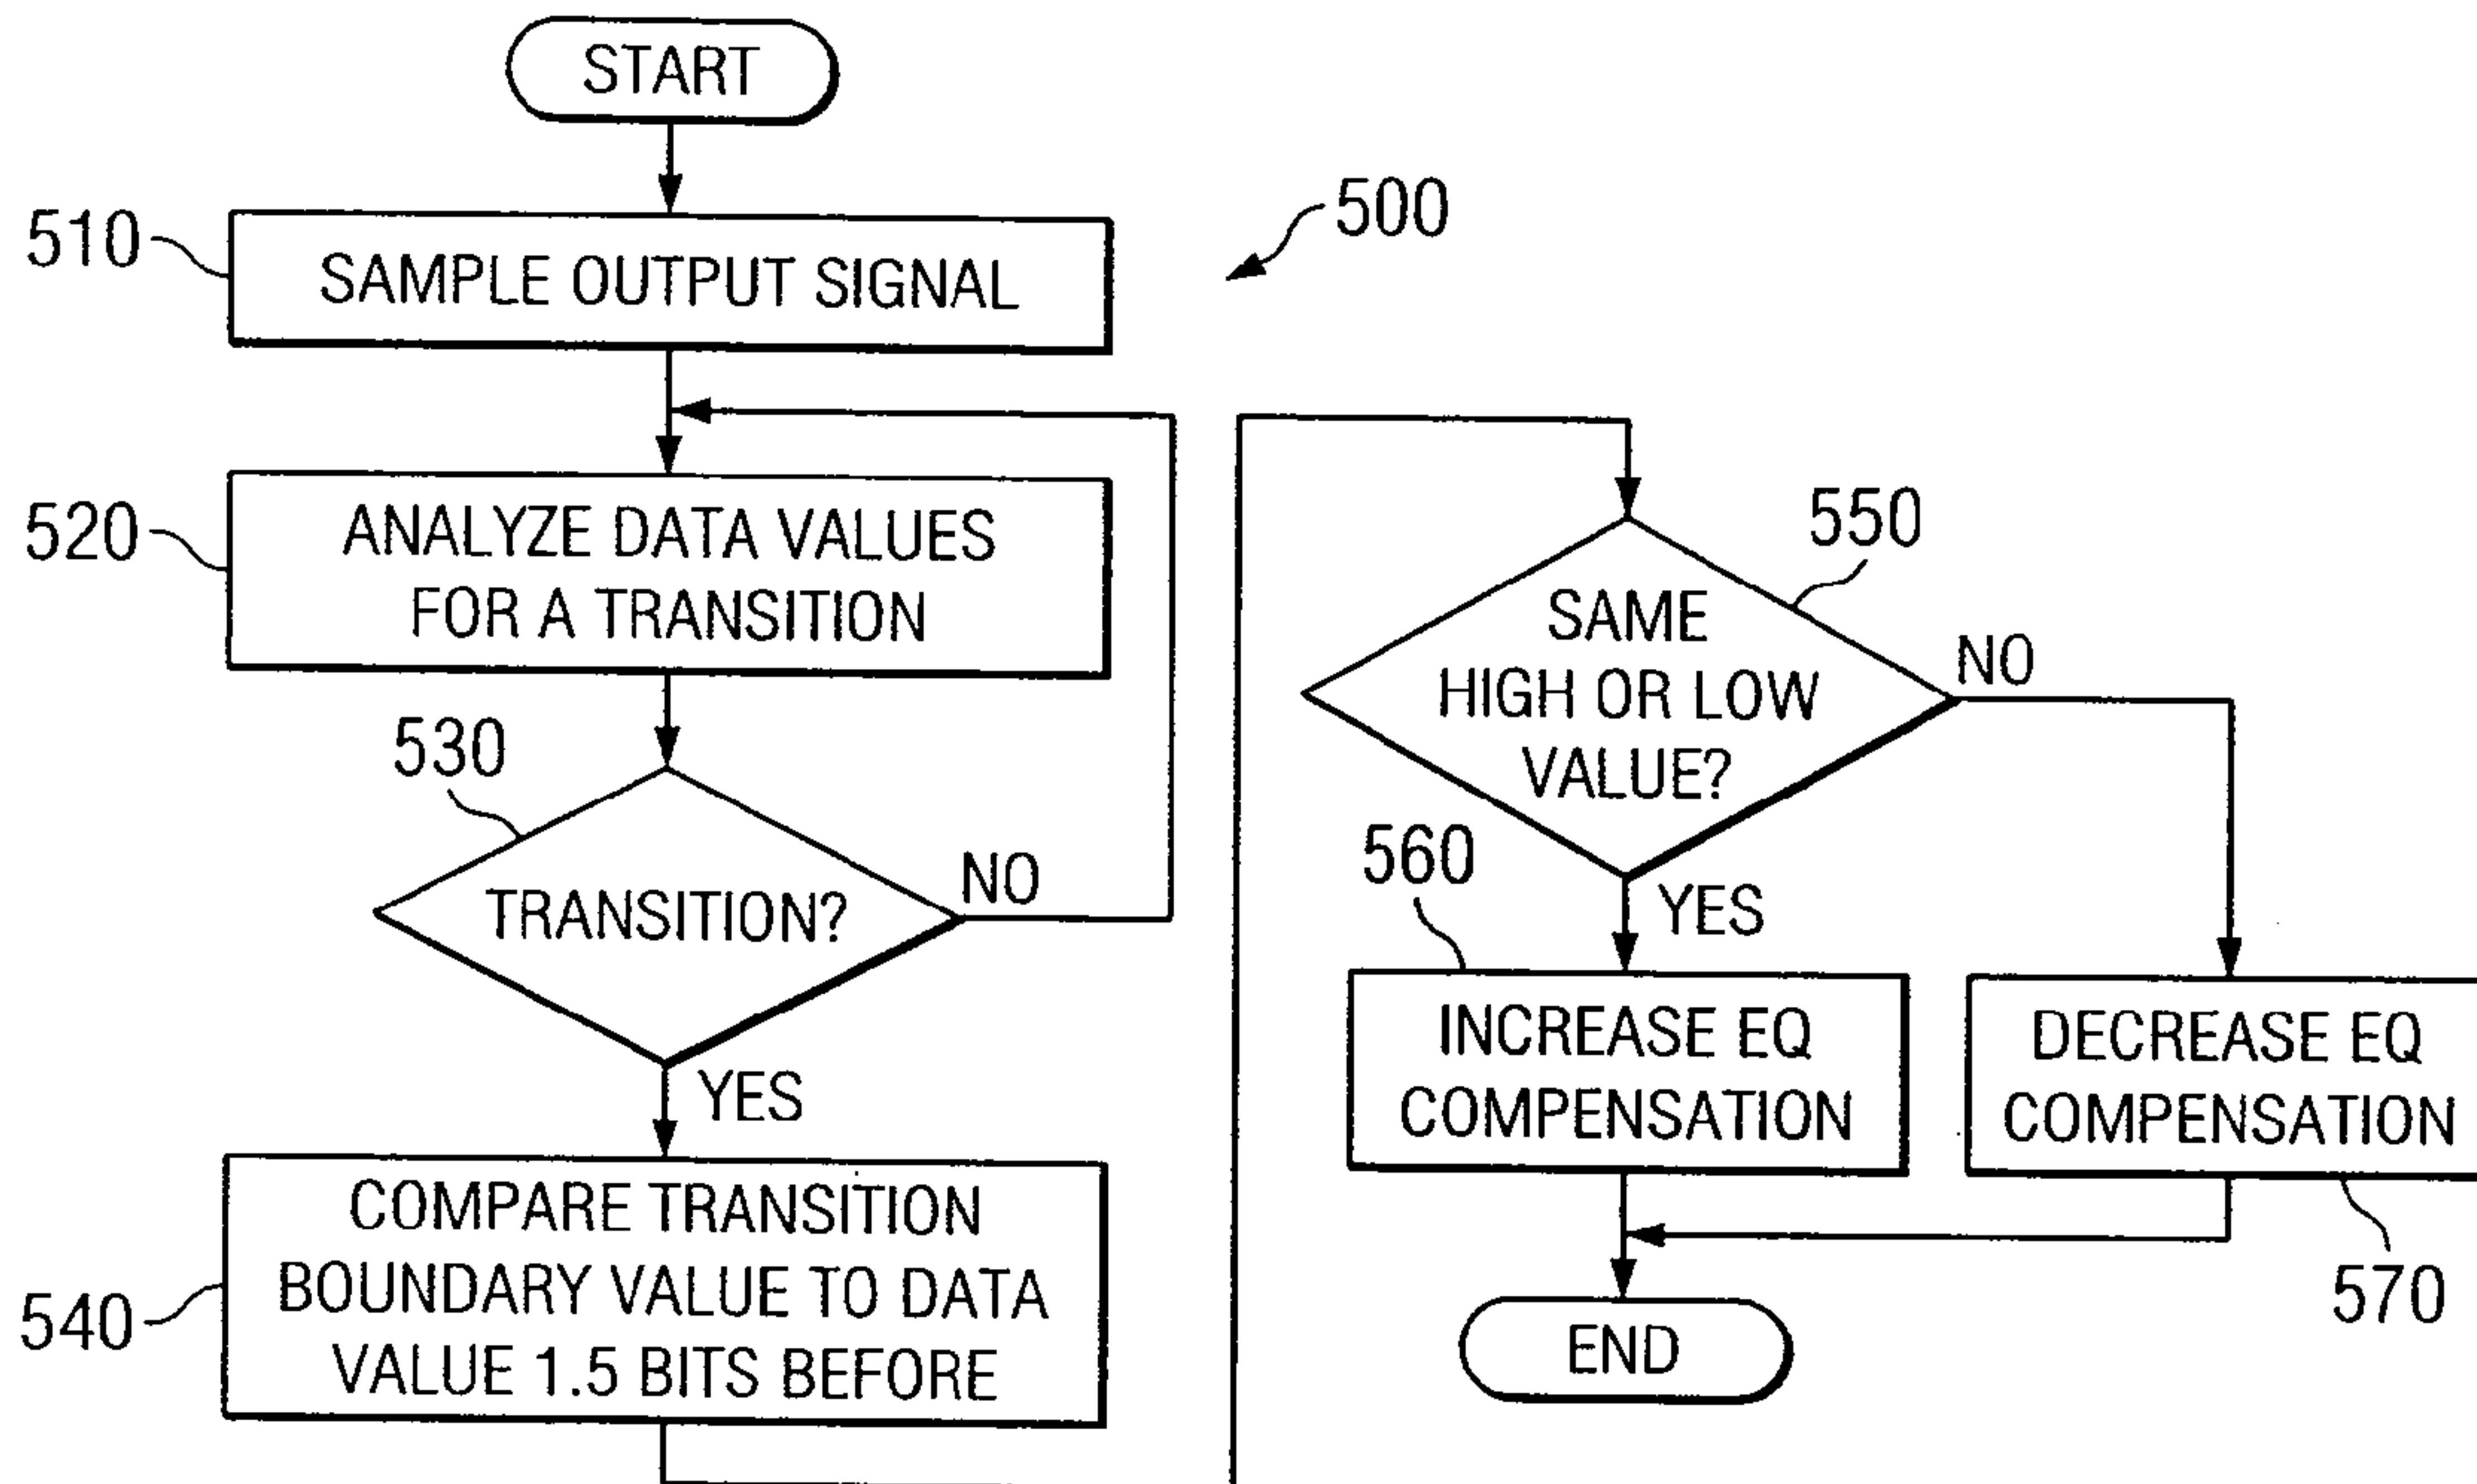 START
500
510
SAMPLE OUTPUT SIGNAL
520
ANALYZE DATA VALUES
FOR A TRANSITION
530
TRANSITION?
NO
YES
540
COMPARE TRANSITION
BOUNDARY VALUE TO DATA
VALUE 1.5 BITS BEFORE
550
SAME
HIGH OR LOW
VALUE?
NO
YES
560
INCREASE EQ
COMPENSATION
DECREASE EQ
COMPENSATION
570
END